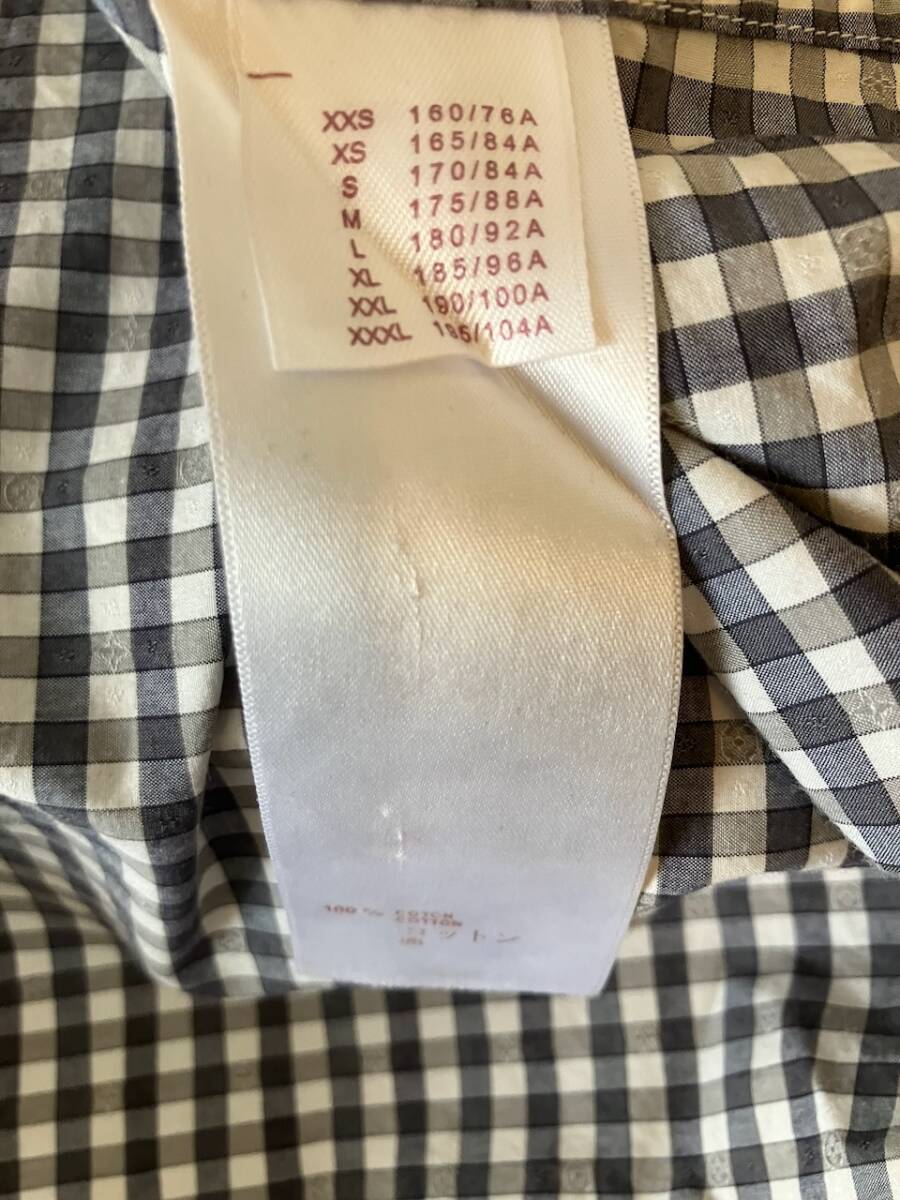 XXS 160/76A
XS 165/84A
S 170/84A
M 175/88A
L 180/92A
XL 185/96A
XXL 190/100A
XXXL 195/104A
100 %
COTTON
コットン